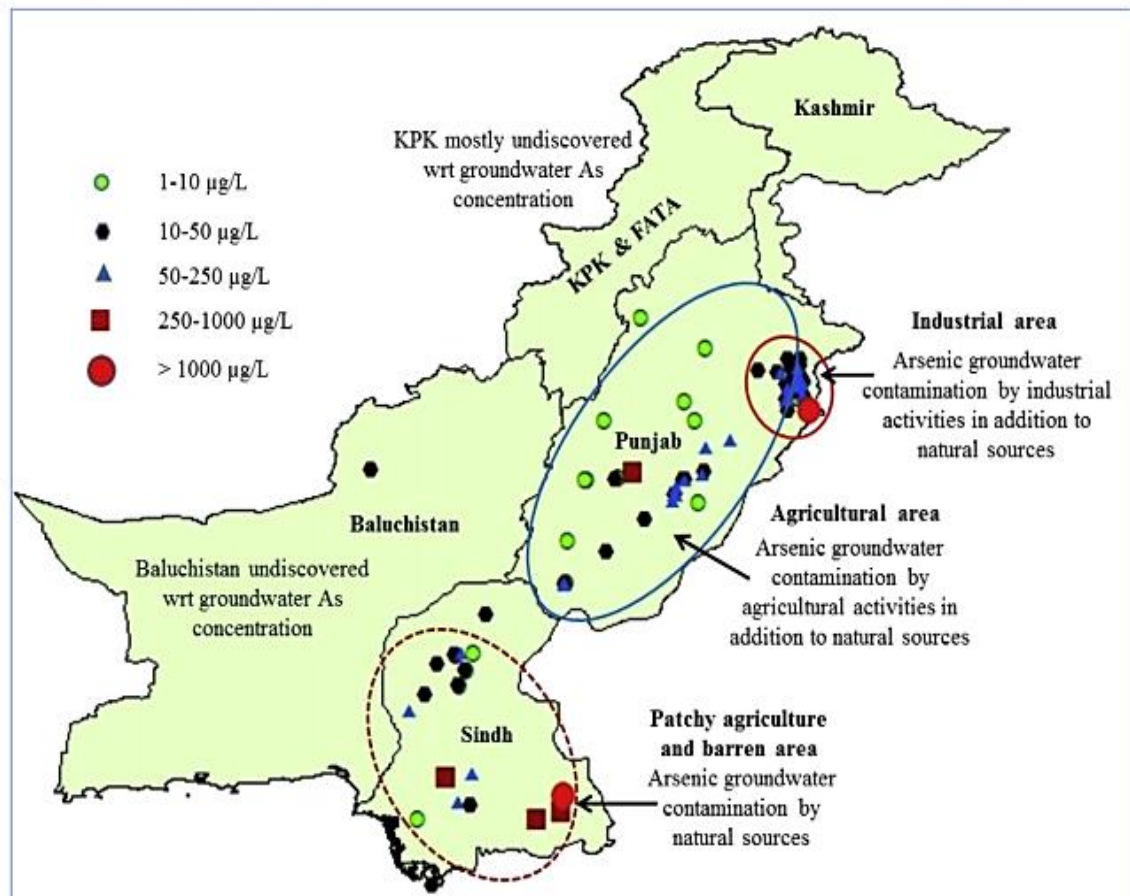 Kashmir
KPK mostly undiscovered
wrt groundwater As
concentration
1-10 µg/L
10-50 µg/L
50-250 µg/L
250-1000 µg/L
> 1000 µg/L
KPK & FATA
Industrial area
Arsenic groundwater
contamination by industrial
activities in addition to
natural sources
Punjab
Baluchistan
Baluchistan undiscovered
wrt groundwater As
concentration
Agricultural area
Arsenic groundwater
contamination by
agricultural activities in
addition to natural sources
Sindh
Patchy agriculture
and barren area
Arsenic groundwater
contamination by
natural sources